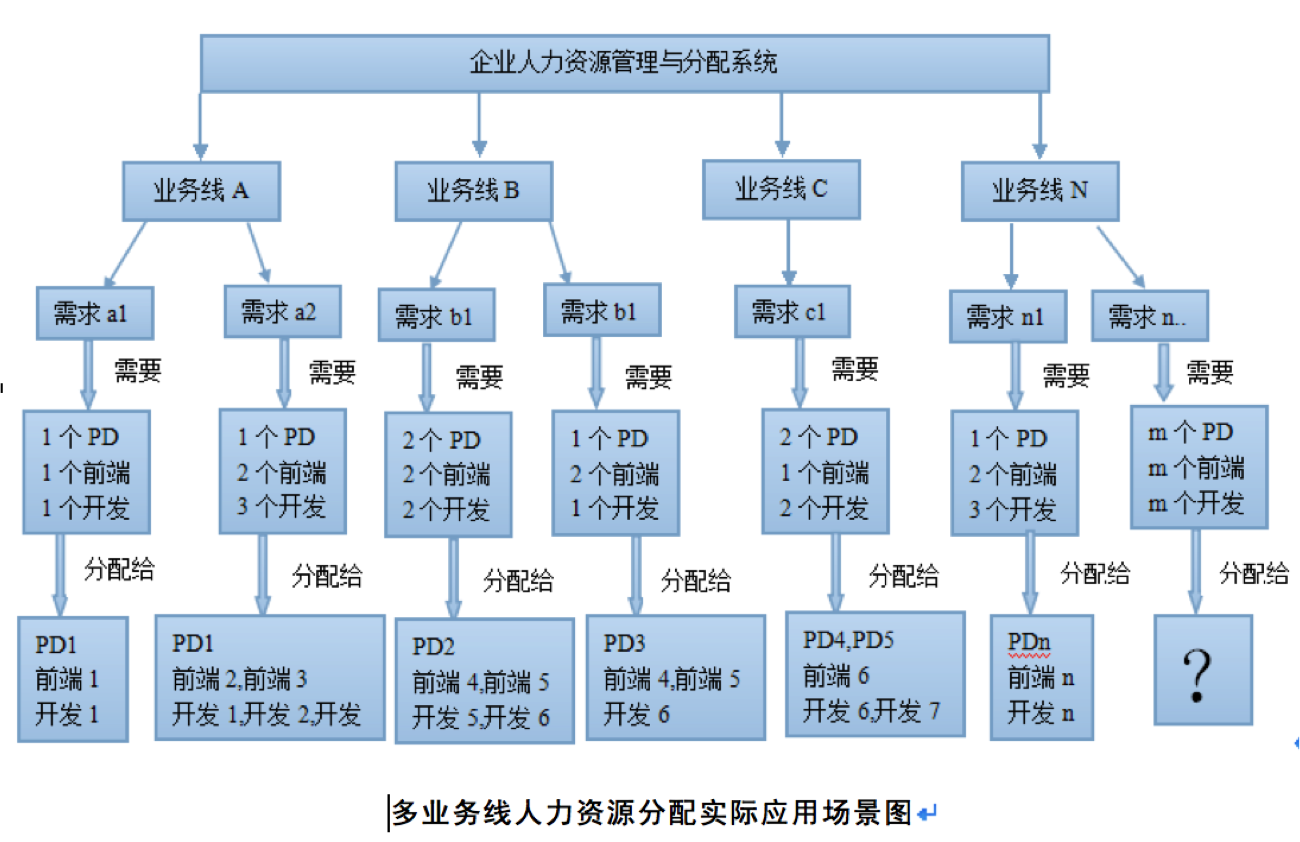 企业人力资源管理与分配系统
业务线 A
业务线 B
业务线 C
业务线 N
需求 a1
需求 a2
需求 b1
需求 b1
需求 c1
需求 n1
需求 n..
需要
需要
需要
需要
需要
需要
需要
1 个 PD
1 个前端
1 个开发
1 个 PD
2 个前端
3 个开发
2 个 PD
2 个前端
2 个开发
1 个 PD
2 个前端
1 个开发
2 个 PD
1 个前端
2 个开发
1 个 PD
2 个前端
3 个开发
m 个 PD
m 个前端
m 个开发
分配给
分配给
分配给
分配给
分配给
分配给
分配给
PD1
前端 1
开发 1
PD1
前端 2,前端 3
开发 1,开发 2,开发
PD2
前端 4,前端 5
开发 5,开发 6
PD3
前端 4,前端 5
开发 6
PD4,PD5
前端 6
开发 6,开发 7
PDn
前端 n
开发 n
?
多业务线人力资源分配实际应用场景图